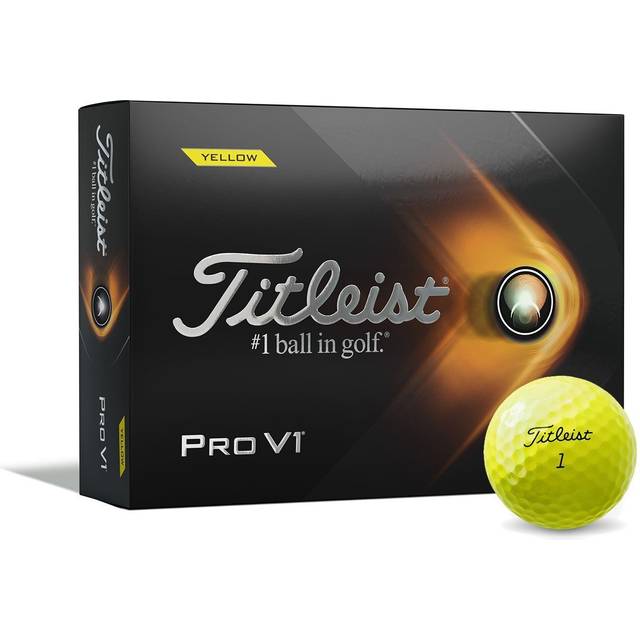 YELLOW
Titleist®
#1 ball in golf.®
PRO V1®
Titleist
#1 ball in golf.®
PRO V1
YELLOW
Titleist
1